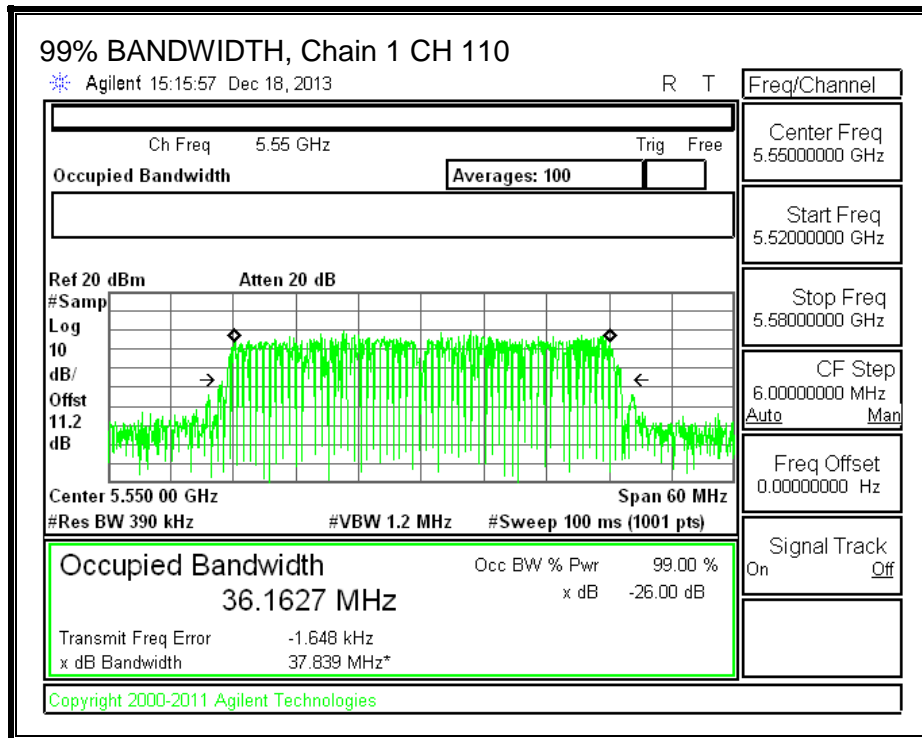 99% BANDWIDTH, Chain 1 CH 110
Agilent 15:15:57 Dec 18, 2013 R T
Ch Freq 5.55 GHz Trig Free
Occupied Bandwidth Averages: 100
Ref 20 dBm Atten 20 dB
#Samp
Log
10
dB/
Offst
11.2
dB
Center 5.550 00 GHz Span 60 MHz
#Res BW 390 kHz #VBW 1.2 MHz #Sweep 100 ms (1001 pts)
Occupied Bandwidth Occ BW % Pwr 99.00 %
36.1627 MHz x dB -26.00 dB
Transmit Freq Error -1.648 kHz
x dB Bandwidth 37.839 MHz*
Copyright 2000-2011 Agilent Technologies
Freq/Channel
Center Freq
5.55000000 GHz
Start Freq
5.52000000 GHz
Stop Freq
5.58000000 GHz
CF Step
6.00000000 MHz
Auto Man
Freq Offset
0.00000000 Hz
Signal Track
On Off